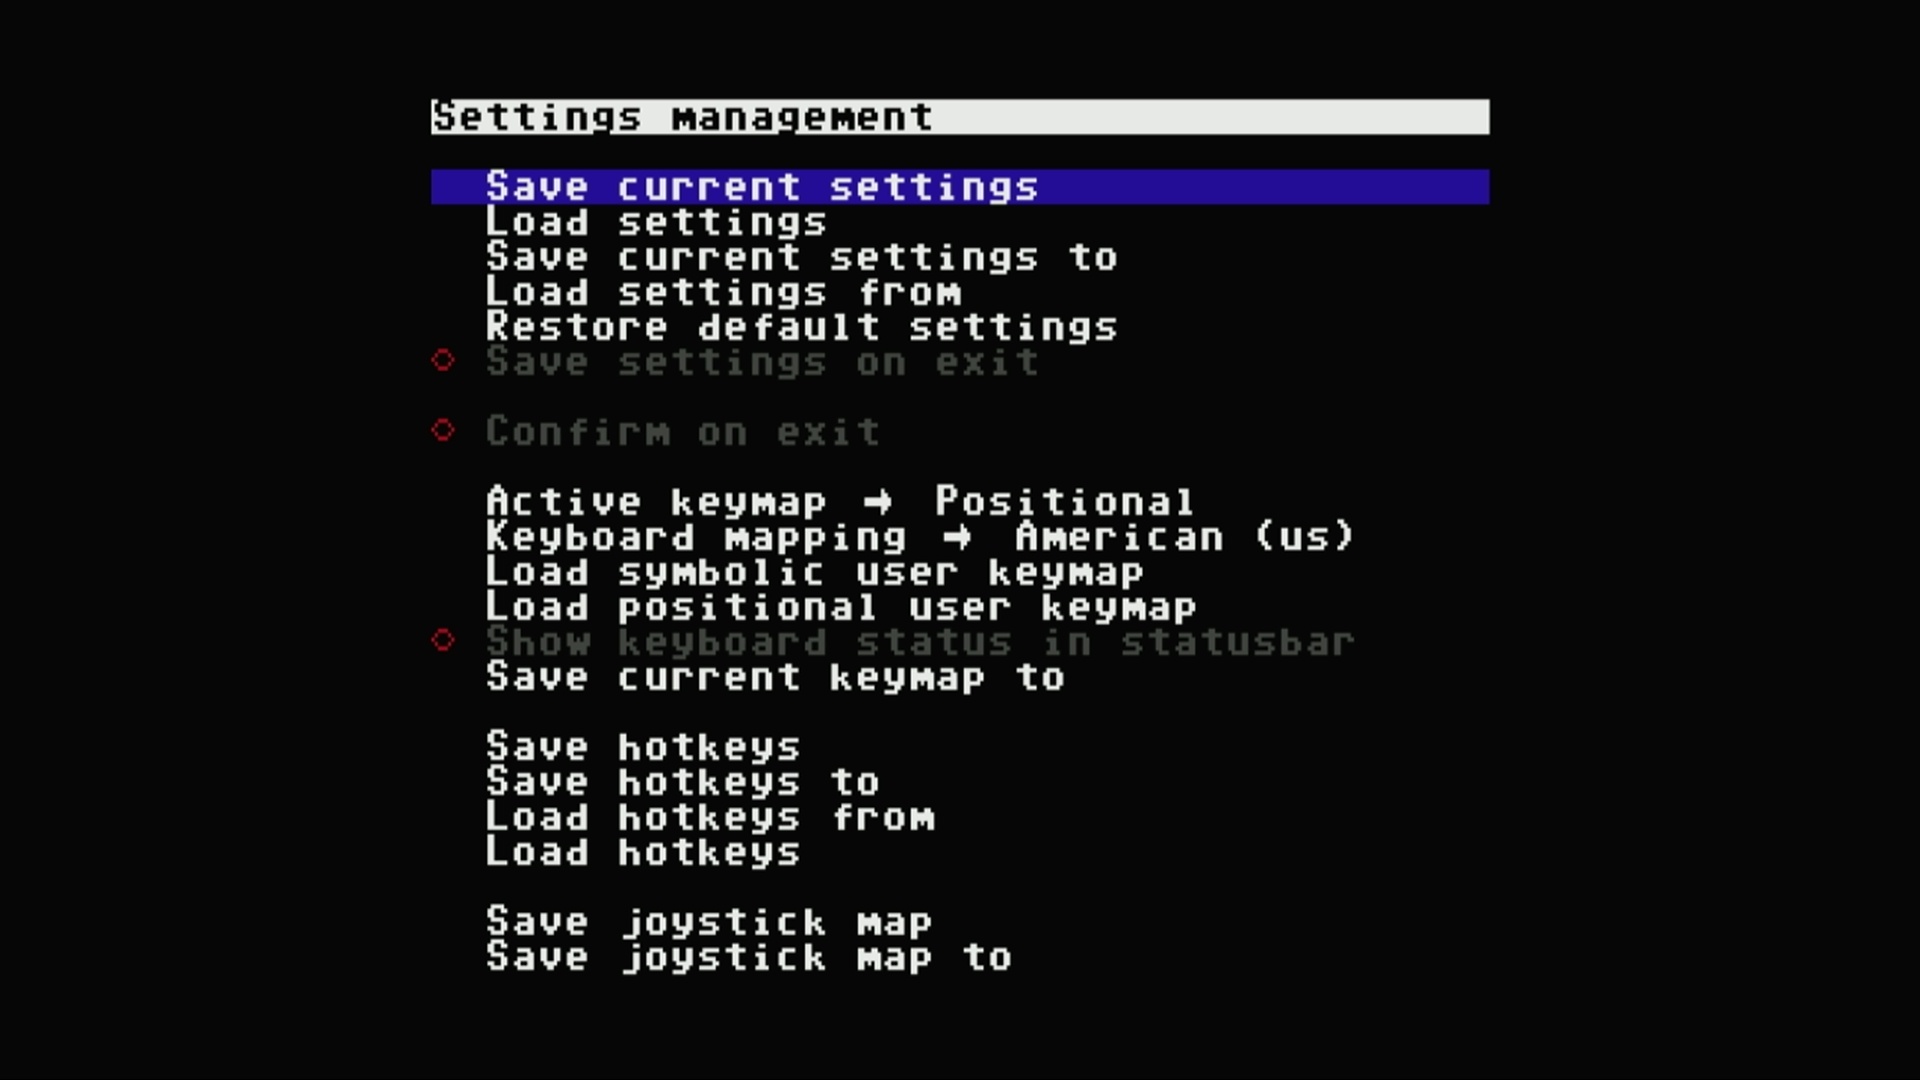 Settings management
Save current settings
Load settings
Save current settings to
Load settings from
Restore default settings
Save settings on exit
Confirm on exit
Active keymap → Positional
Keyboard mapping → American (us)
Load symbolic user keymap
Load positional user keymap
Show keyboard status in statusbar
Save current keymap to
Save hotkeys
Save hotkeys to
Load hotkeys from
Load hotkeys
Save joystick map
Save joystick map to